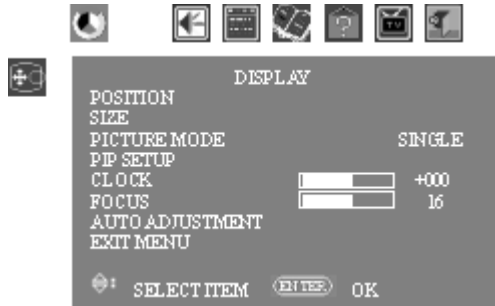 ?
TV
DISPLAY
POSITION
SIZE
PICTURE MODE SINGLE
PIP SETUP
CLOCK +000
FOCUS 16
AUTO ADJUSTMENT
EXIT MENU
: SELECT ITEM ENTER OK